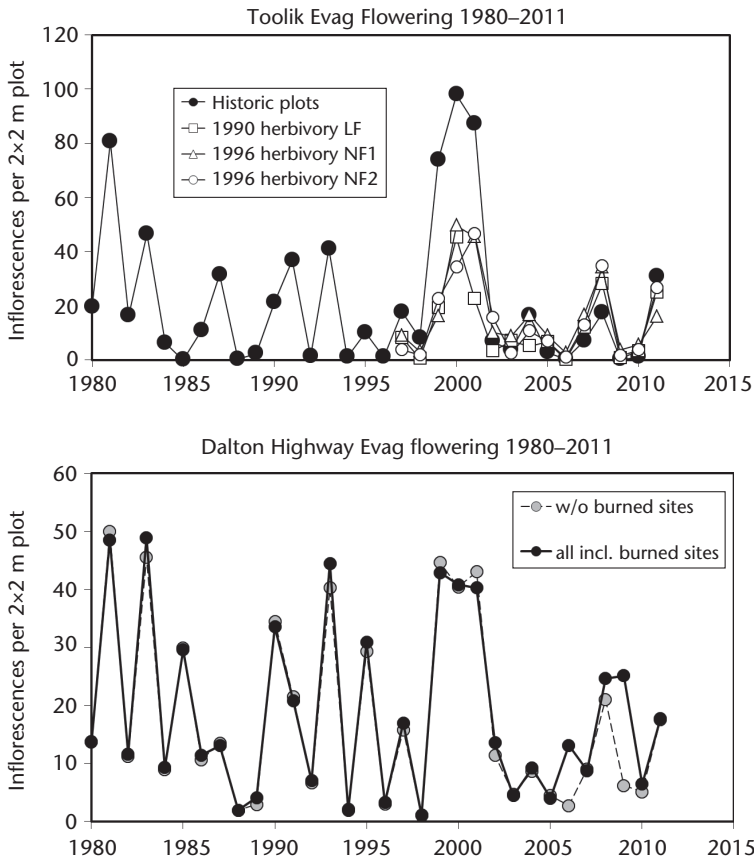 Toolik Evag Flowering 1980–2011
Inflorescences per 2×2 m plot
120
100
80
60
40
20
0
Historic plots
1990 herbivory LF
1996 herbivory NF1
1996 herbivory NF2
1980 1985 1990 1995 2000 2005 2010 2015
Dalton Highway Evag flowering 1980–2011
Inflorescences per 2×2 m plot
60
50
40
30
20
10
0
w/o burned sites
all incl. burned sites
1980 1985 1990 1995 2000 2005 2010 2015